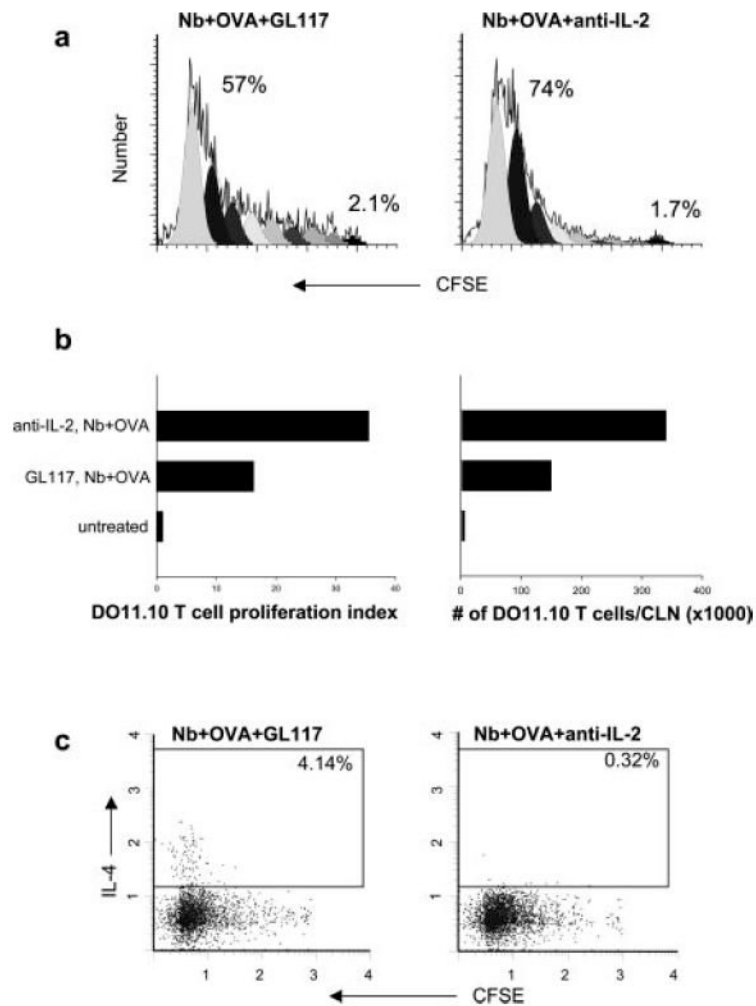 a
Nb+OVA+GL117
Nb+OVA+anti-IL-2
57%
74%
2.1%
1.7%
Number
CFSE
b
anti-IL-2, Nb+OVA
GL117, Nb+OVA
untreated
0 10 20 30 40
0 100 200 300 400
DO11.10 T cell proliferation index
# of DO11.10 T cells/CLN (x1000)
c
Nb+OVA+GL117
Nb+OVA+anti-IL-2
4
4
4.14%
0.32%
3
3
IL-4
2
2
1
1
1 2 3 4
1 2 3 4
CFSE